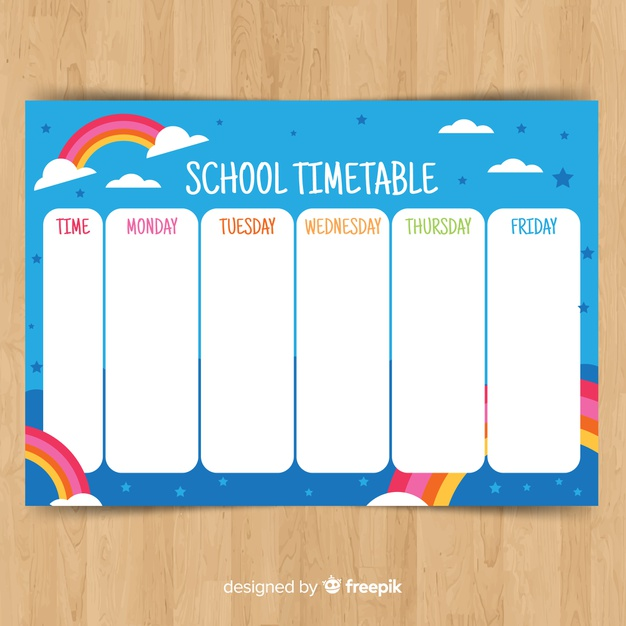 SCHOOL TIMETABLE
TIME MONDAY TUESDAY WEDNESDAY THURSDAY FRIDAY
designed by freepik